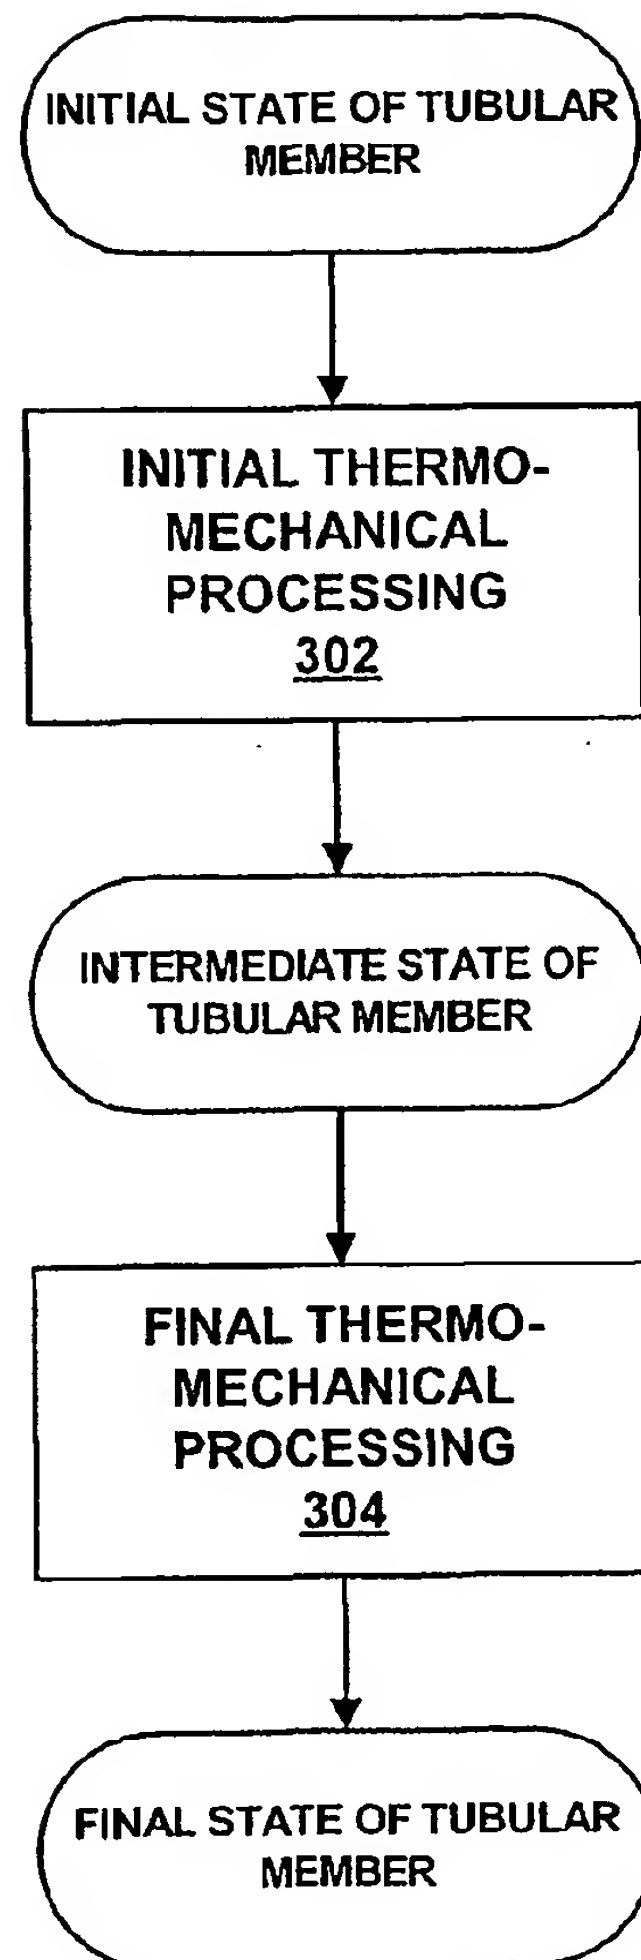 INITIAL STATE OF TUBULAR
MEMBER
INITIAL THERMO-
MECHANICAL
PROCESSING
302
INTERMEDIATE STATE OF
TUBULAR MEMBER
FINAL THERMO-
MECHANICAL
PROCESSING
304
FINAL STATE OF TUBULAR
MEMBER